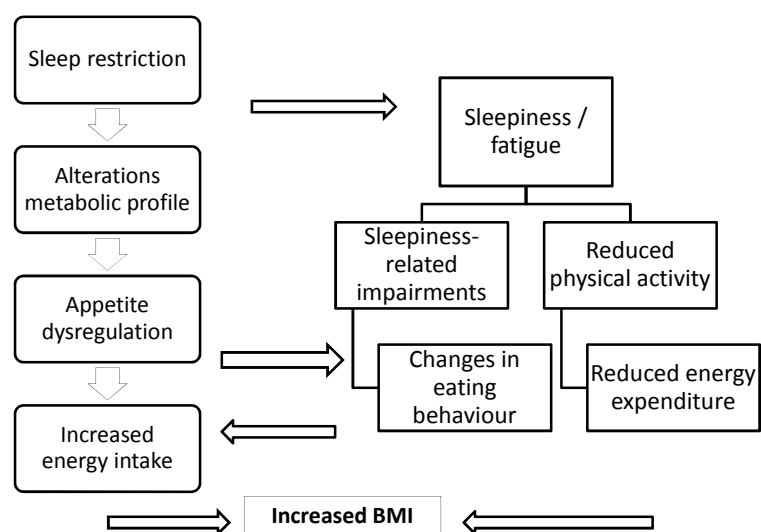 Sleep restriction
Alterations
metabolic profile
Appetite
dysregulation
Increased
energy intake
Sleepiness /
fatigue
Sleepiness-
related
impairments
Reduced
physical activity
Changes in
eating
behaviour
Reduced energy
expenditure
Increased BMI